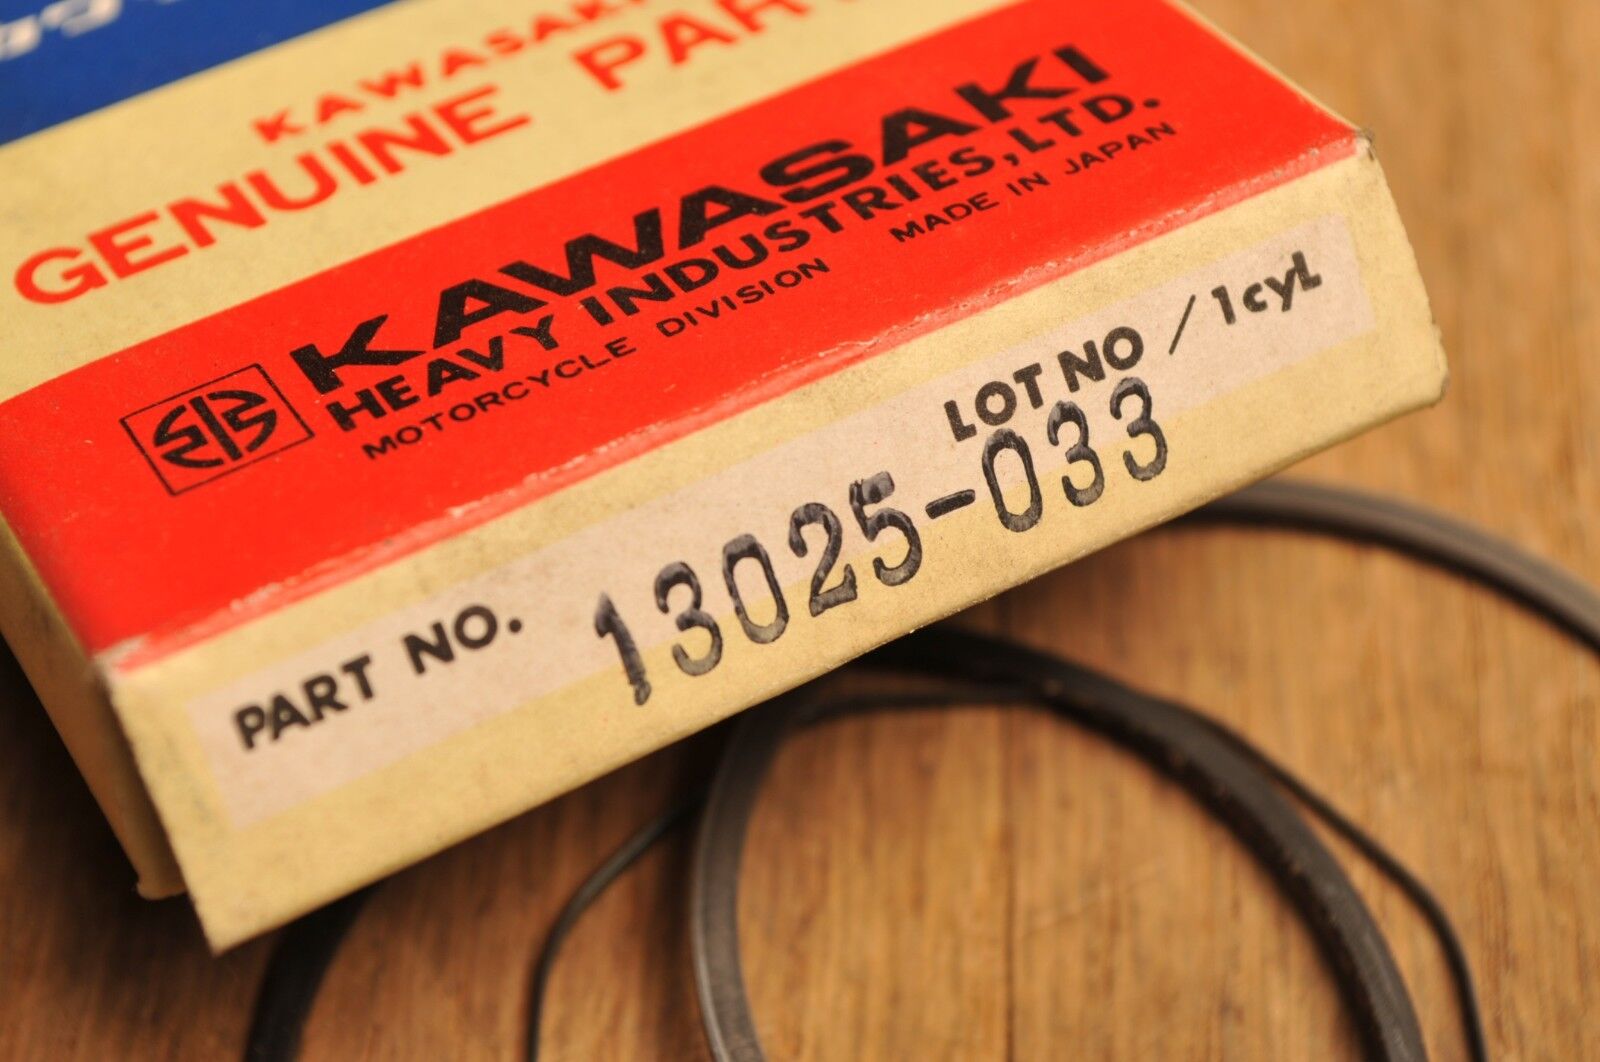 KAWASAKI
GENUINE PART
KAWASAKI
HEAVY INDUSTRIES, LTD.
MOTORCYCLE DIVISION MADE IN JAPAN
LOT NO / 1cyL
PART NO. 13025-033